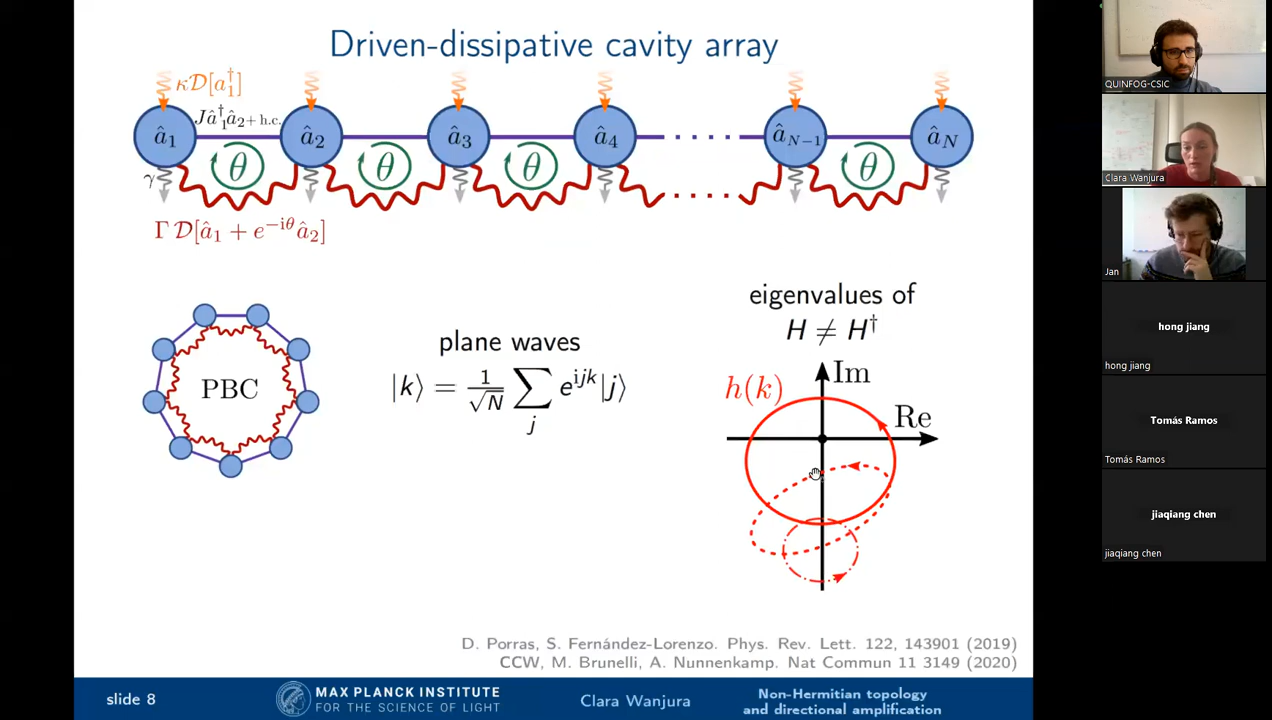 Driven-dissipative cavity array
κ𝒟[a₁†]
Jâ₁†â₂+ h.c.
â₁ â₂ â₃ â₄ · · · · · â_{N−1} â_N
θ θ θ θ
γ
Γ 𝒟[â₁ + e^{−iθ}â₂]
PBC
plane waves
|k⟩ = 1/√N ∑_j e^{ijk}|j⟩
eigenvalues of
H ≠ H†
Im
h(k)
Re
D. Porras, S. Fernández-Lorenzo. Phys. Rev. Lett. 122, 143901 (2019)
CCW, M. Brunelli, A. Nunnenkamp. Nat Commun 11 3149 (2020)
slide 8
MAX PLANCK INSTITUTE
FOR THE SCIENCE OF LIGHT
Clara Wanjura
Non-Hermitian topology
and directional amplification
QUINFOG-CSIC
Clara Wanjura
Jan
hong jiang
hong jiang
Tomás Ramos
Tomás Ramos
jiaqiang chen
jiaqiang chen